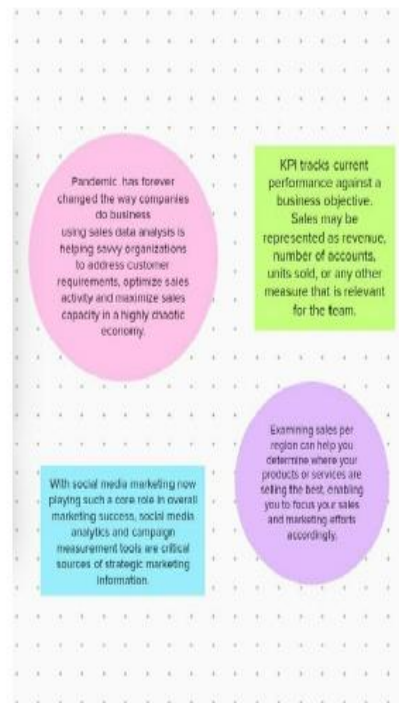 Pandemic has forever
changed the way companies
do business
using sales data analysis is
helping savvy organizations
to address customer
requirements, optimize sales
activity and maximize sales
capacity in a highly chaotic
economy.
KPI tracks current
performance against a
business objective.
Sales may be
represented as revenue,
number of accounts,
units sold, or any other
measure that is relevant
for the team.
With social media marketing now
playing such a core role in overall
marketing success, social media
analytics and campaign
measurement tools are critical
sources of strategic marketing
information.
Examining sales per
region can help you
determine where your
products or services are
selling the best, enabling
you to focus your sales
and marketing efforts
accordingly.